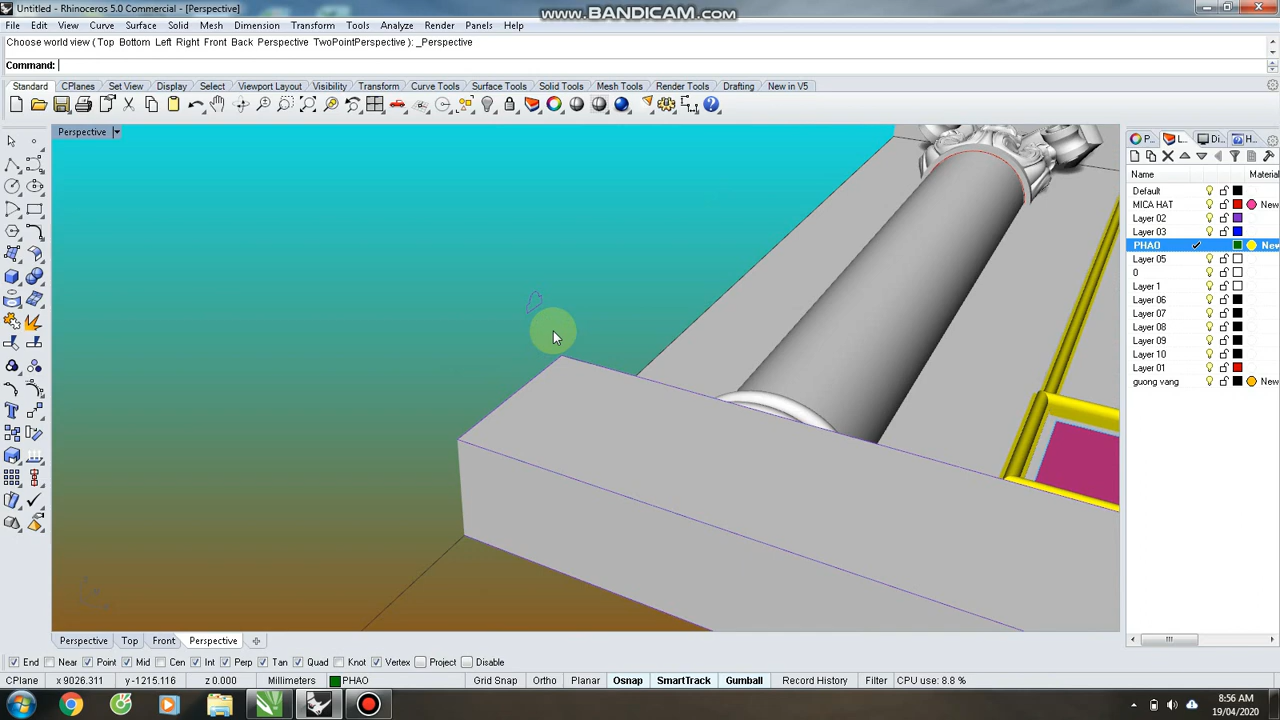 Untitled - Rhinoceros 5.0 Commercial - [Perspective]
www.BANDICAM.com
File Edit View Curve Surface Solid Mesh Dimension Transform Tools Analyze Render Panels Help
Choose world view ( Top Bottom Left Right Front Back Perspective TwoPointPerspective ): _Perspective
Command:
Standard CPlanes Set View Display Select Viewport Layout Visibility Transform Curve Tools Surface Tools Solid Tools Mesh Tools Render Tools Drafting New in V5
Perspective
P... L... Di... H...
Name Material
Default
MICA HAT New
Layer 02
Layer 03
PHAO New
Layer 05
0
Layer 1
Layer 06
Layer 07
Layer 08
Layer 09
Layer 10
Layer 01
guong vang New
Perspective Top Front Perspective
End Near Point Mid Cen Int Perp Tan Quad Knot Vertex Project Disable
CPlane x 9026.311 y -1215.116 z 0.000 Millimeters PHAO Grid Snap Ortho Planar Osnap SmartTrack Gumball Record History Filter CPU use: 8.8 %
8:56 AM
19/04/2020